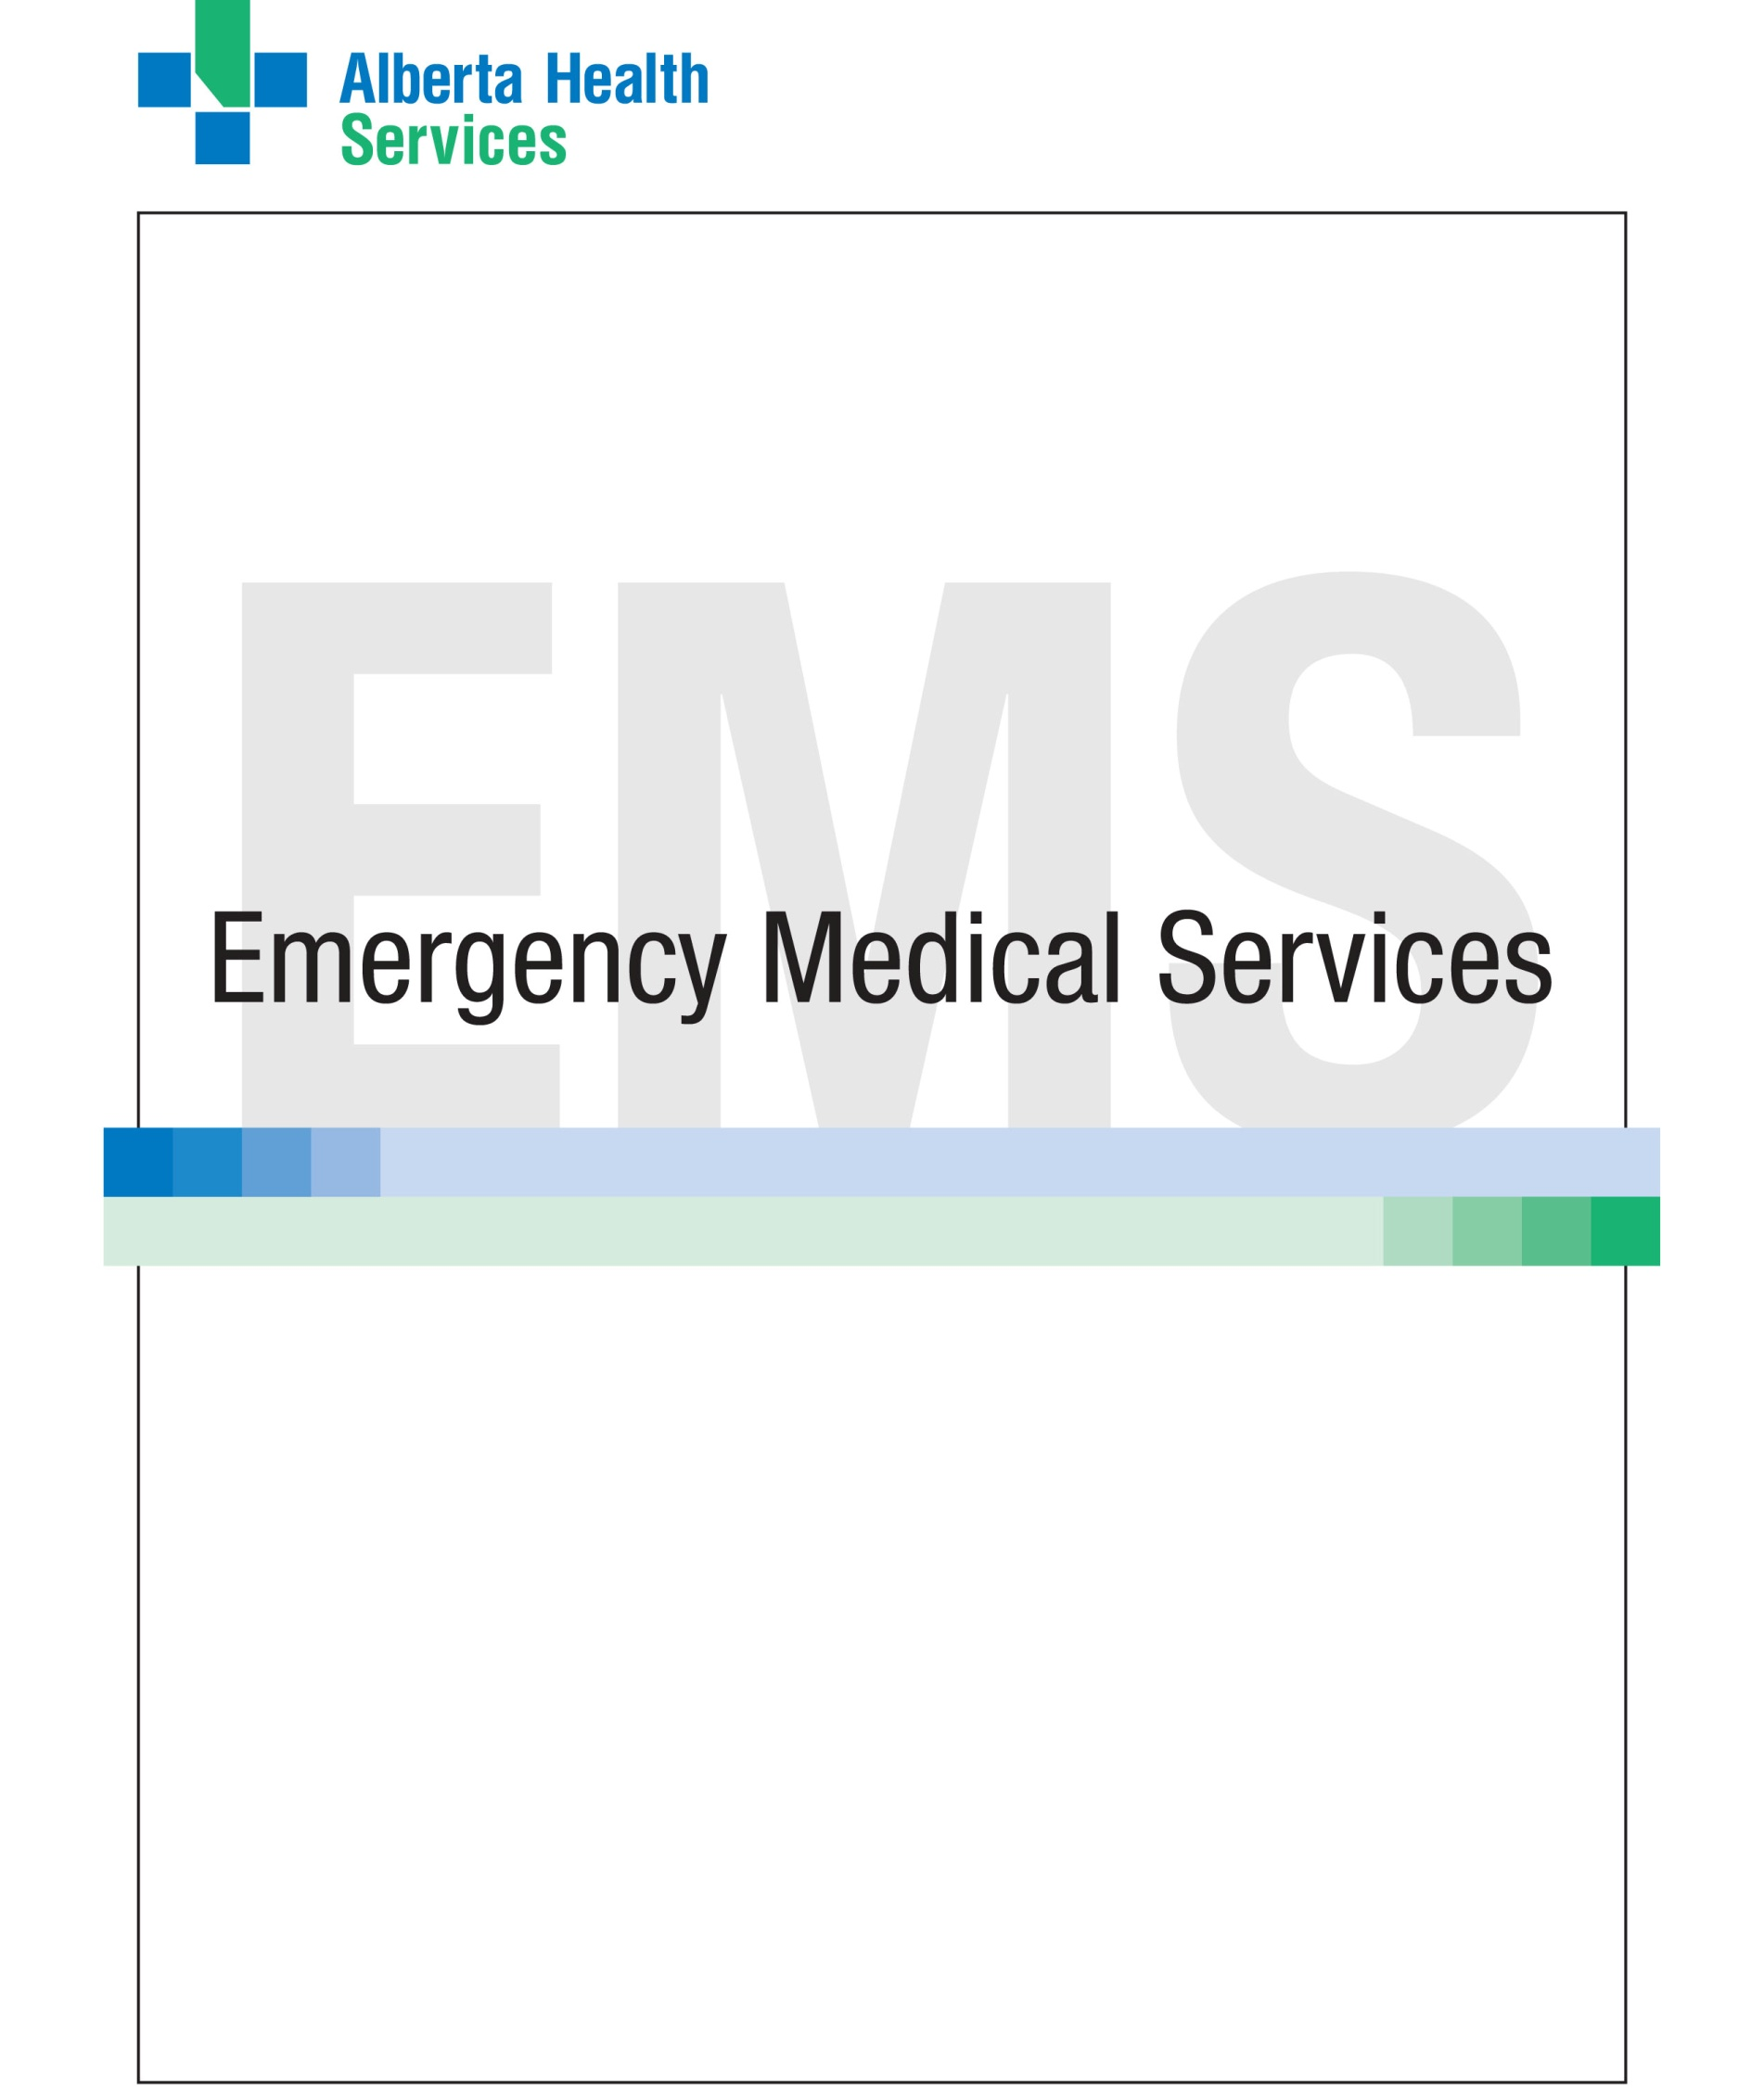 Alberta Health
Services
EMS
Emergency Medical Services